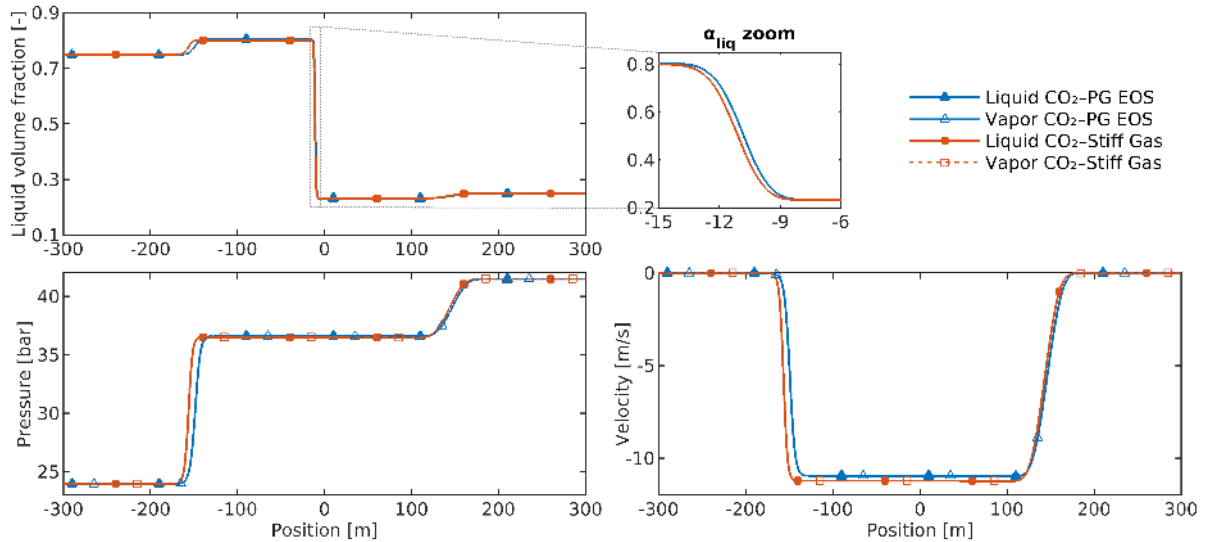 Liquid volume fraction [-]
0.9
0.7
0.5
0.3
0.1
-300 -200 -100 0 100 200 300
α_liq zoom
0.8
0.6
0.4
0.2
-15 -12 -9 -6
Liquid CO₂–PG EOS
Vapor CO₂–PG EOS
Liquid CO₂–Stiff Gas
Vapor CO₂–Stiff Gas
Pressure [bar]
40
35
30
25
-300 -200 -100 0 100 200 300
Position [m]
Velocity [m/s]
0
-5
-10
-300 -200 -100 0 100 200 300
Position [m]